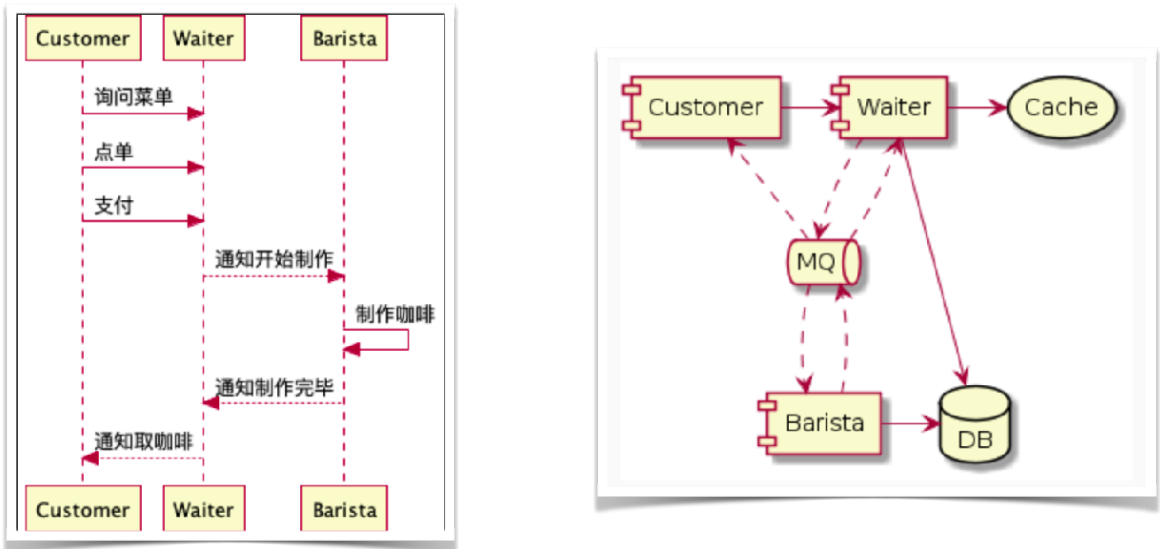 Customer Waiter Barista
询问菜单
点单
支付
通知开始制作
制作咖啡
通知制作完毕
通知取咖啡
Customer Waiter Barista
Customer Waiter Cache
MQ
Barista
DB